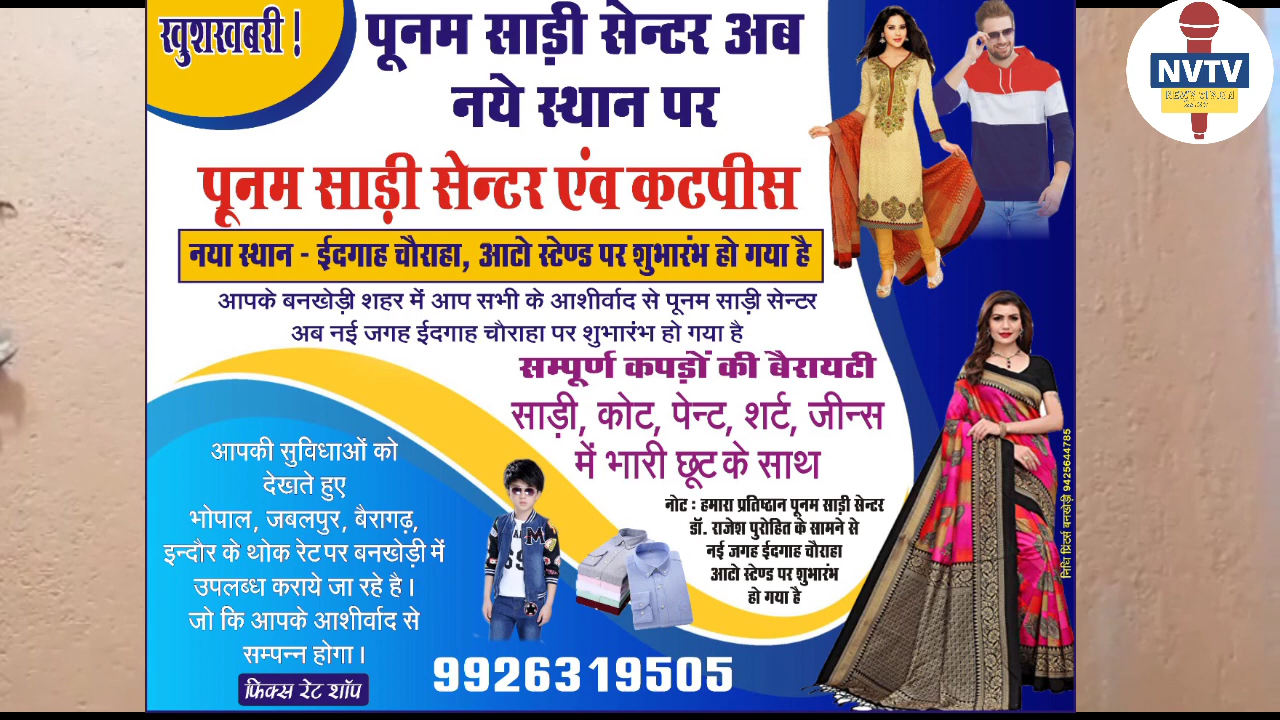 खुशखबरी !
पूनम साड़ी सेन्टर अब
नये स्थान पर
पूनम साड़ी सेन्टर एंव कटपीस
नया स्थान - ईदगाह चौराहा, आटो स्टेण्ड पर शुभारंभ हो गया है
आपके बनखेड़ी शहर में आप सभी के आशीर्वाद से पूनम साड़ी सेन्टर
अब नई जगह ईदगाह चौराहा पर शुभारंभ हो गया है
सम्पूर्ण कपड़ों की बैरायटी
साड़ी, कोट, पेन्ट, शर्ट, जीन्स
में भारी छूट के साथ
आपकी सुविधाओं को
देखते हुए
भोपाल, जबलपुर, बैरागढ़,
इन्दौर के थोक रेट पर बनखेड़ी में
उपलब्ध कराये जा रहे है।
जो कि आपके आशीर्वाद से
सम्पन्न होगा।
फिक्स रेट शॉप
नोट : हमारा प्रतिष्ठान पूनम साड़ी सेन्टर
डॉ. राजेश पुरोहित के सामने से
नई जगह ईदगाह चौराहा
आटो स्टेण्ड पर शुभारंभ
हो गया है
9926319505
निधि प्रिंटर्स बनखेड़ी 9425644785
NVTV
M